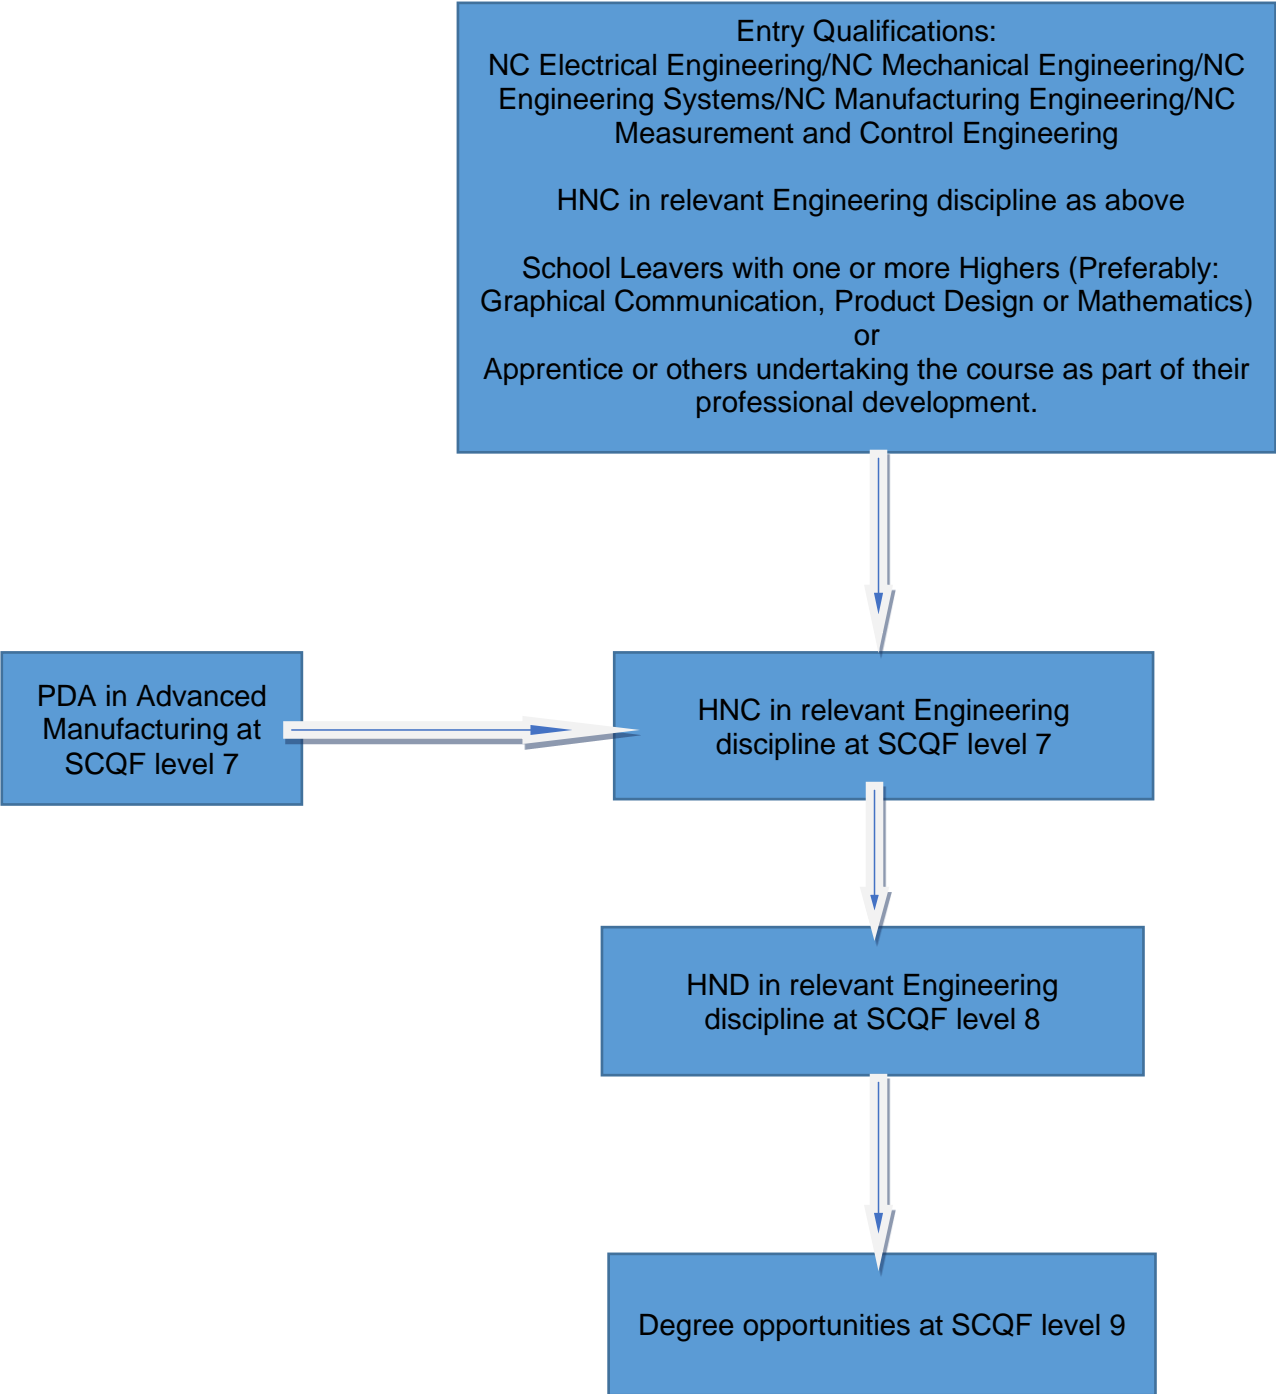 Entry Qualifications:
NC Electrical Engineering/NC Mechanical Engineering/NC
Engineering Systems/NC Manufacturing Engineering/NC
Measurement and Control Engineering
HNC in relevant Engineering discipline as above
School Leavers with one or more Highers (Preferably:
Graphical Communication, Product Design or Mathematics)
or
Apprentice or others undertaking the course as part of their
professional development.
PDA in Advanced
Manufacturing at
SCQF level 7
HNC in relevant Engineering
discipline at SCQF level 7
HND in relevant Engineering
discipline at SCQF level 8
Degree opportunities at SCQF level 9